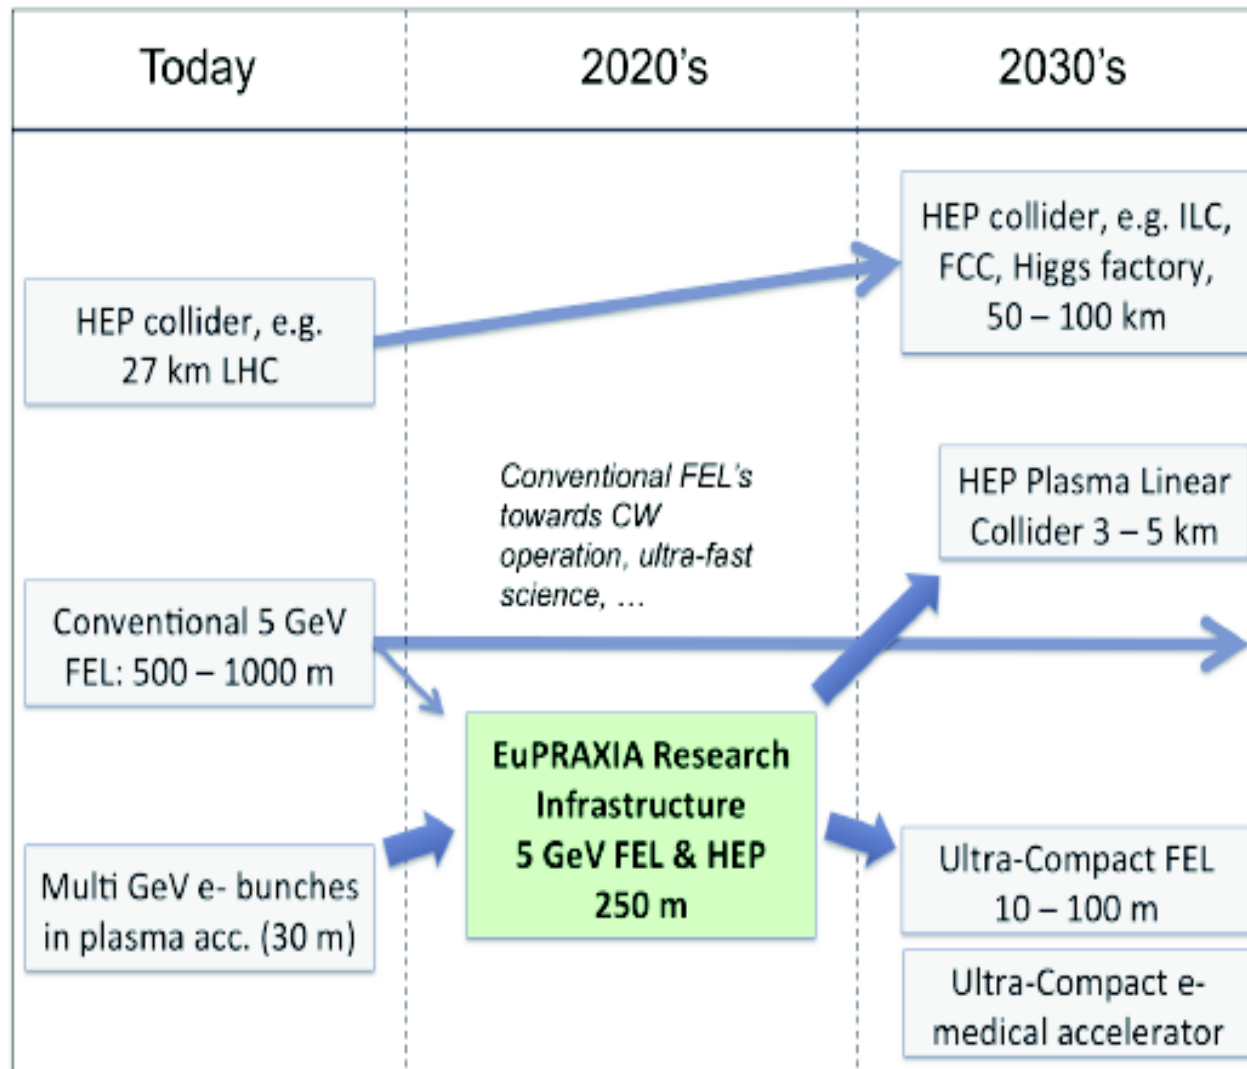 Today
2020's
2030's
HEP collider, e.g. ILC,
FCC, Higgs factory,
50 – 100 km
HEP collider, e.g.
27 km LHC
Conventional FEL's
towards CW
operation, ultra-fast
science, ...
HEP Plasma Linear
Collider 3 – 5 km
Conventional 5 GeV
FEL: 500 – 1000 m
EuPRAXIA Research
Infrastructure
5 GeV FEL & HEP
250 m
Multi GeV e- bunches
in plasma acc. (30 m)
Ultra-Compact FEL
10 – 100 m
Ultra-Compact e-
medical accelerator